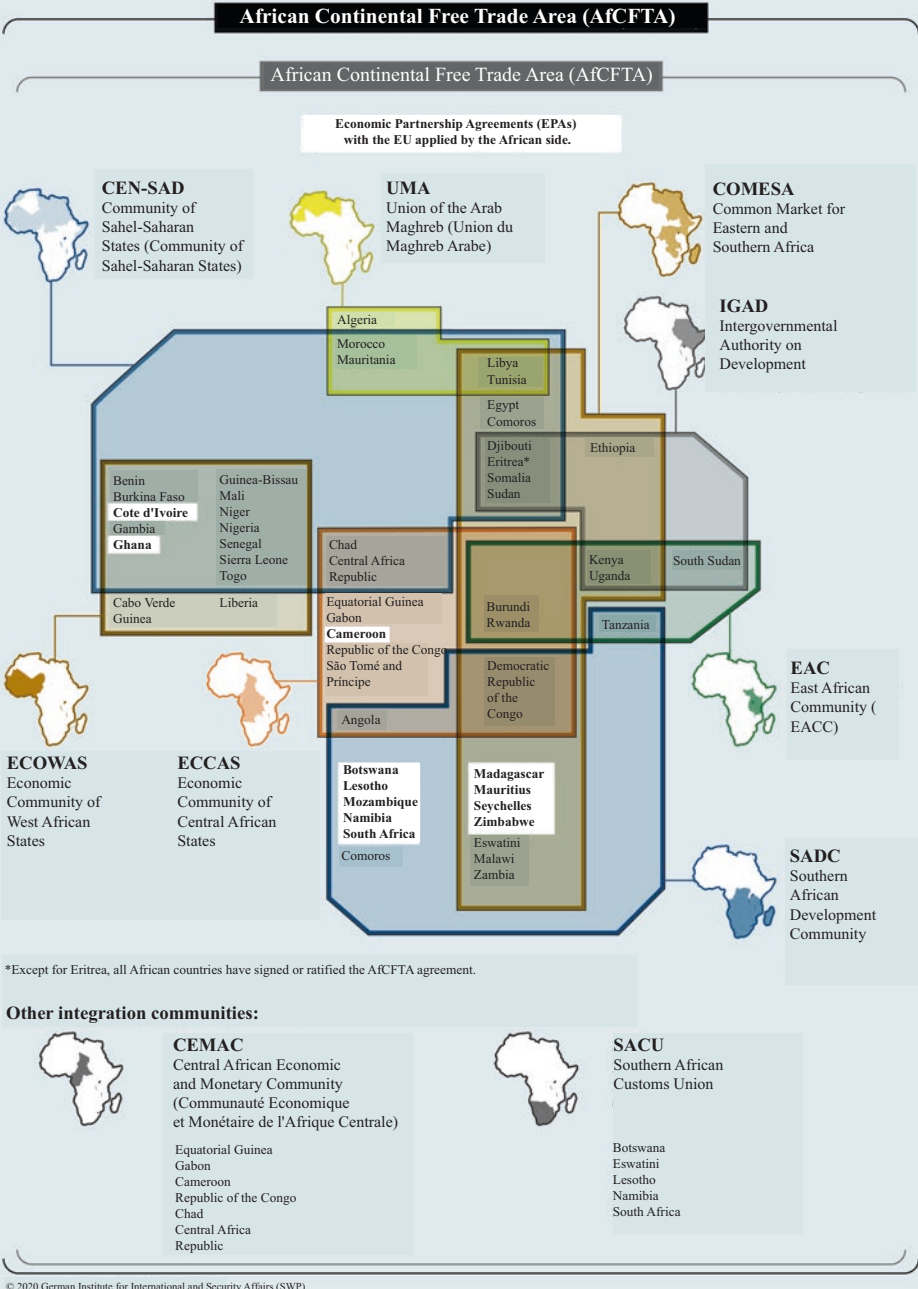 African Continental Free Trade Area (AfCFTA)
African Continental Free Trade Area (AfCFTA)
Economic Partnership Agreements (EPAs)
with the EU applied by the African side.
CEN-SAD
Community of
Sahel-Saharan
States (Community of
Sahel-Saharan States)
UMA
Union of the Arab
Maghreb (Union du
Maghreb Arabe)
COMESA
Common Market for
Eastern and
Southern Africa
IGAD
Intergovernmental
Authority on
Development
Algeria
Morocco
Mauritania
Libya
Tunisia
Egypt
Comoros
Djibouti
Eritrea*
Somalia
Sudan
Ethiopia
Benin
Burkina Faso
Cote d'Ivoire
Gambia
Ghana
Guinea-Bissau
Mali
Niger
Nigeria
Senegal
Sierra Leone
Togo
Cabo Verde
Guinea
Liberia
Chad
Central Africa
Republic
Equatorial Guinea
Gabon
Cameroon
Republic of the Congo
São Tomé and
Príncipe
Angola
Burundi
Rwanda
Kenya
Uganda
South Sudan
Tanzania
Democratic
Republic
of the
Congo
Botswana
Lesotho
Mozambique
Namibia
South Africa
Comoros
Madagascar
Mauritius
Seychelles
Zimbabwe
Eswatini
Malawi
Zambia
ECOWAS
Economic
Community of
West African
States
ECCAS
Economic
Community of
Central African
States
EAC
East African
Community (
EACC)
SADC
Southern
African
Development
Community
*Except for Eritrea, all African countries have signed or ratified the AfCFTA agreement.
Other integration communities:
CEMAC
Central African Economic
and Monetary Community
(Communauté Economique
et Monétaire de l'Afrique Centrale)
Equatorial Guinea
Gabon
Cameroon
Republic of the Congo
Chad
Central Africa
Republic
SACU
Southern African
Customs Union
Botswana
Eswatini
Lesotho
Namibia
South Africa
© 2020 German Institute for International and Security Affairs (SWP)